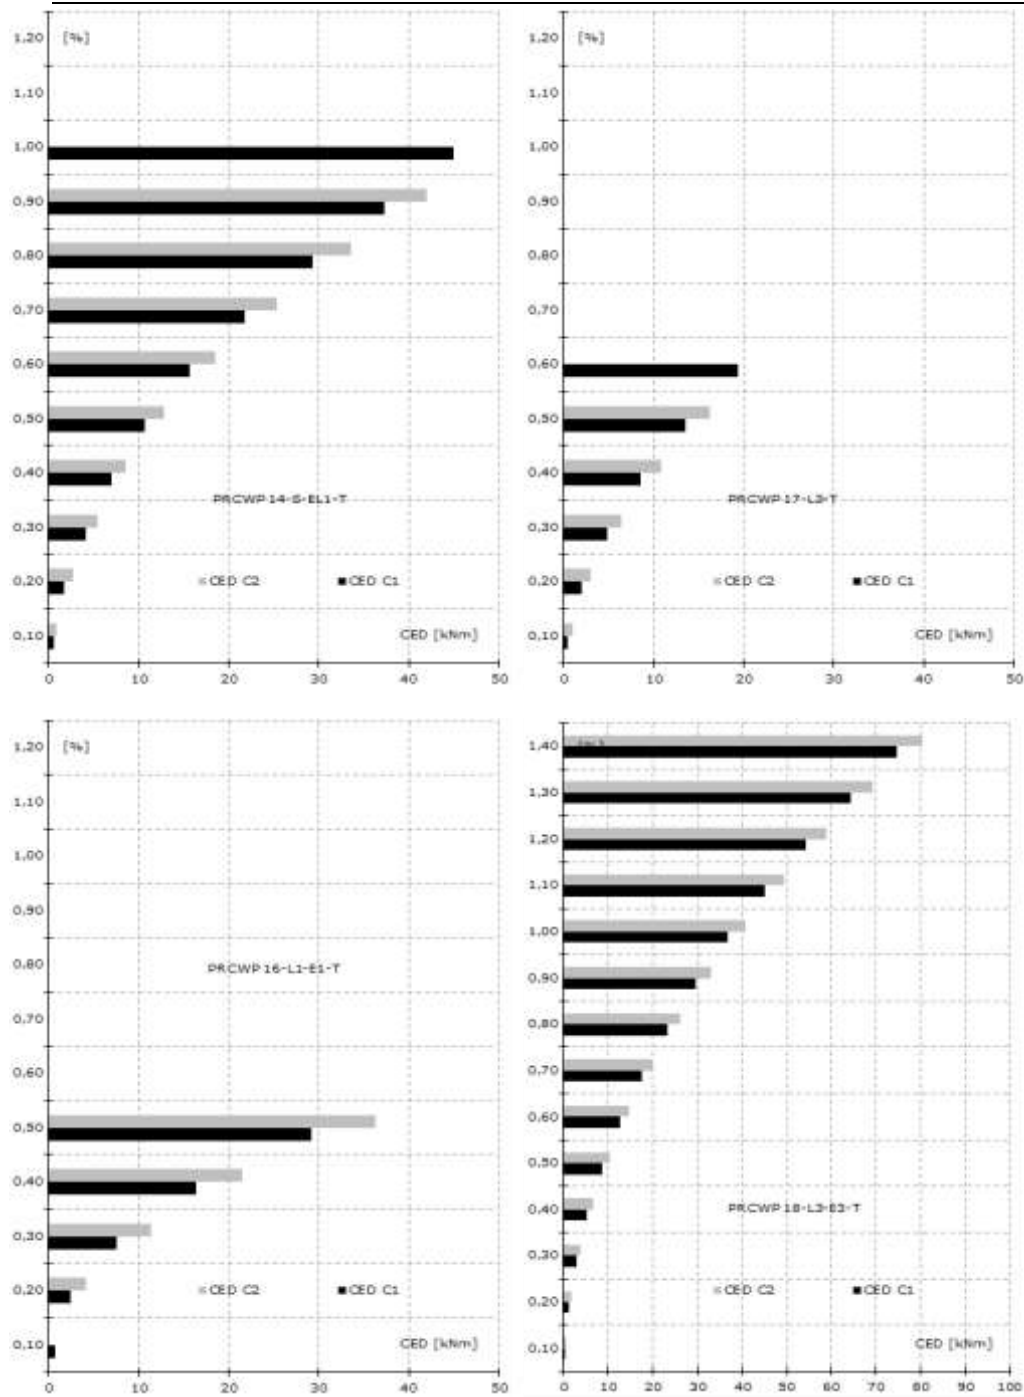 1,20 [%]
1,10
1,00
0,90
0,80
0,70
0,60
0,50
0,40
PRCWP 14-S-EL1-T
0,30
0,20 CED C2 CED C1
0,10 CED [kNm]
0 10 20 30 40 50
1,20 [%]
1,10
1,00
0,90
0,80
0,70
0,60
0,50
0,40
PRCWP 17-L3-T
0,30
0,20 CED C2 CED C1
0,10 CED [kNm]
0 10 20 30 40 50
1,20 [%]
1,10
1,00
0,90
0,80
PRCWP 16-L1-E1-T
0,70
0,60
0,50
0,40
0,30
0,20 CED C2 CED C1
0,10 CED [kNm]
0 10 20 30 40 50
1,40
1,30
1,20
1,10
1,00
0,90
0,80
0,70
0,60
0,50
0,40 PRCWP 18-L3-E3-T
0,30
CED C2 CED C1
0,20
0,10 CED [kNm]
0 10 20 30 40 50 60 70 80 90 100